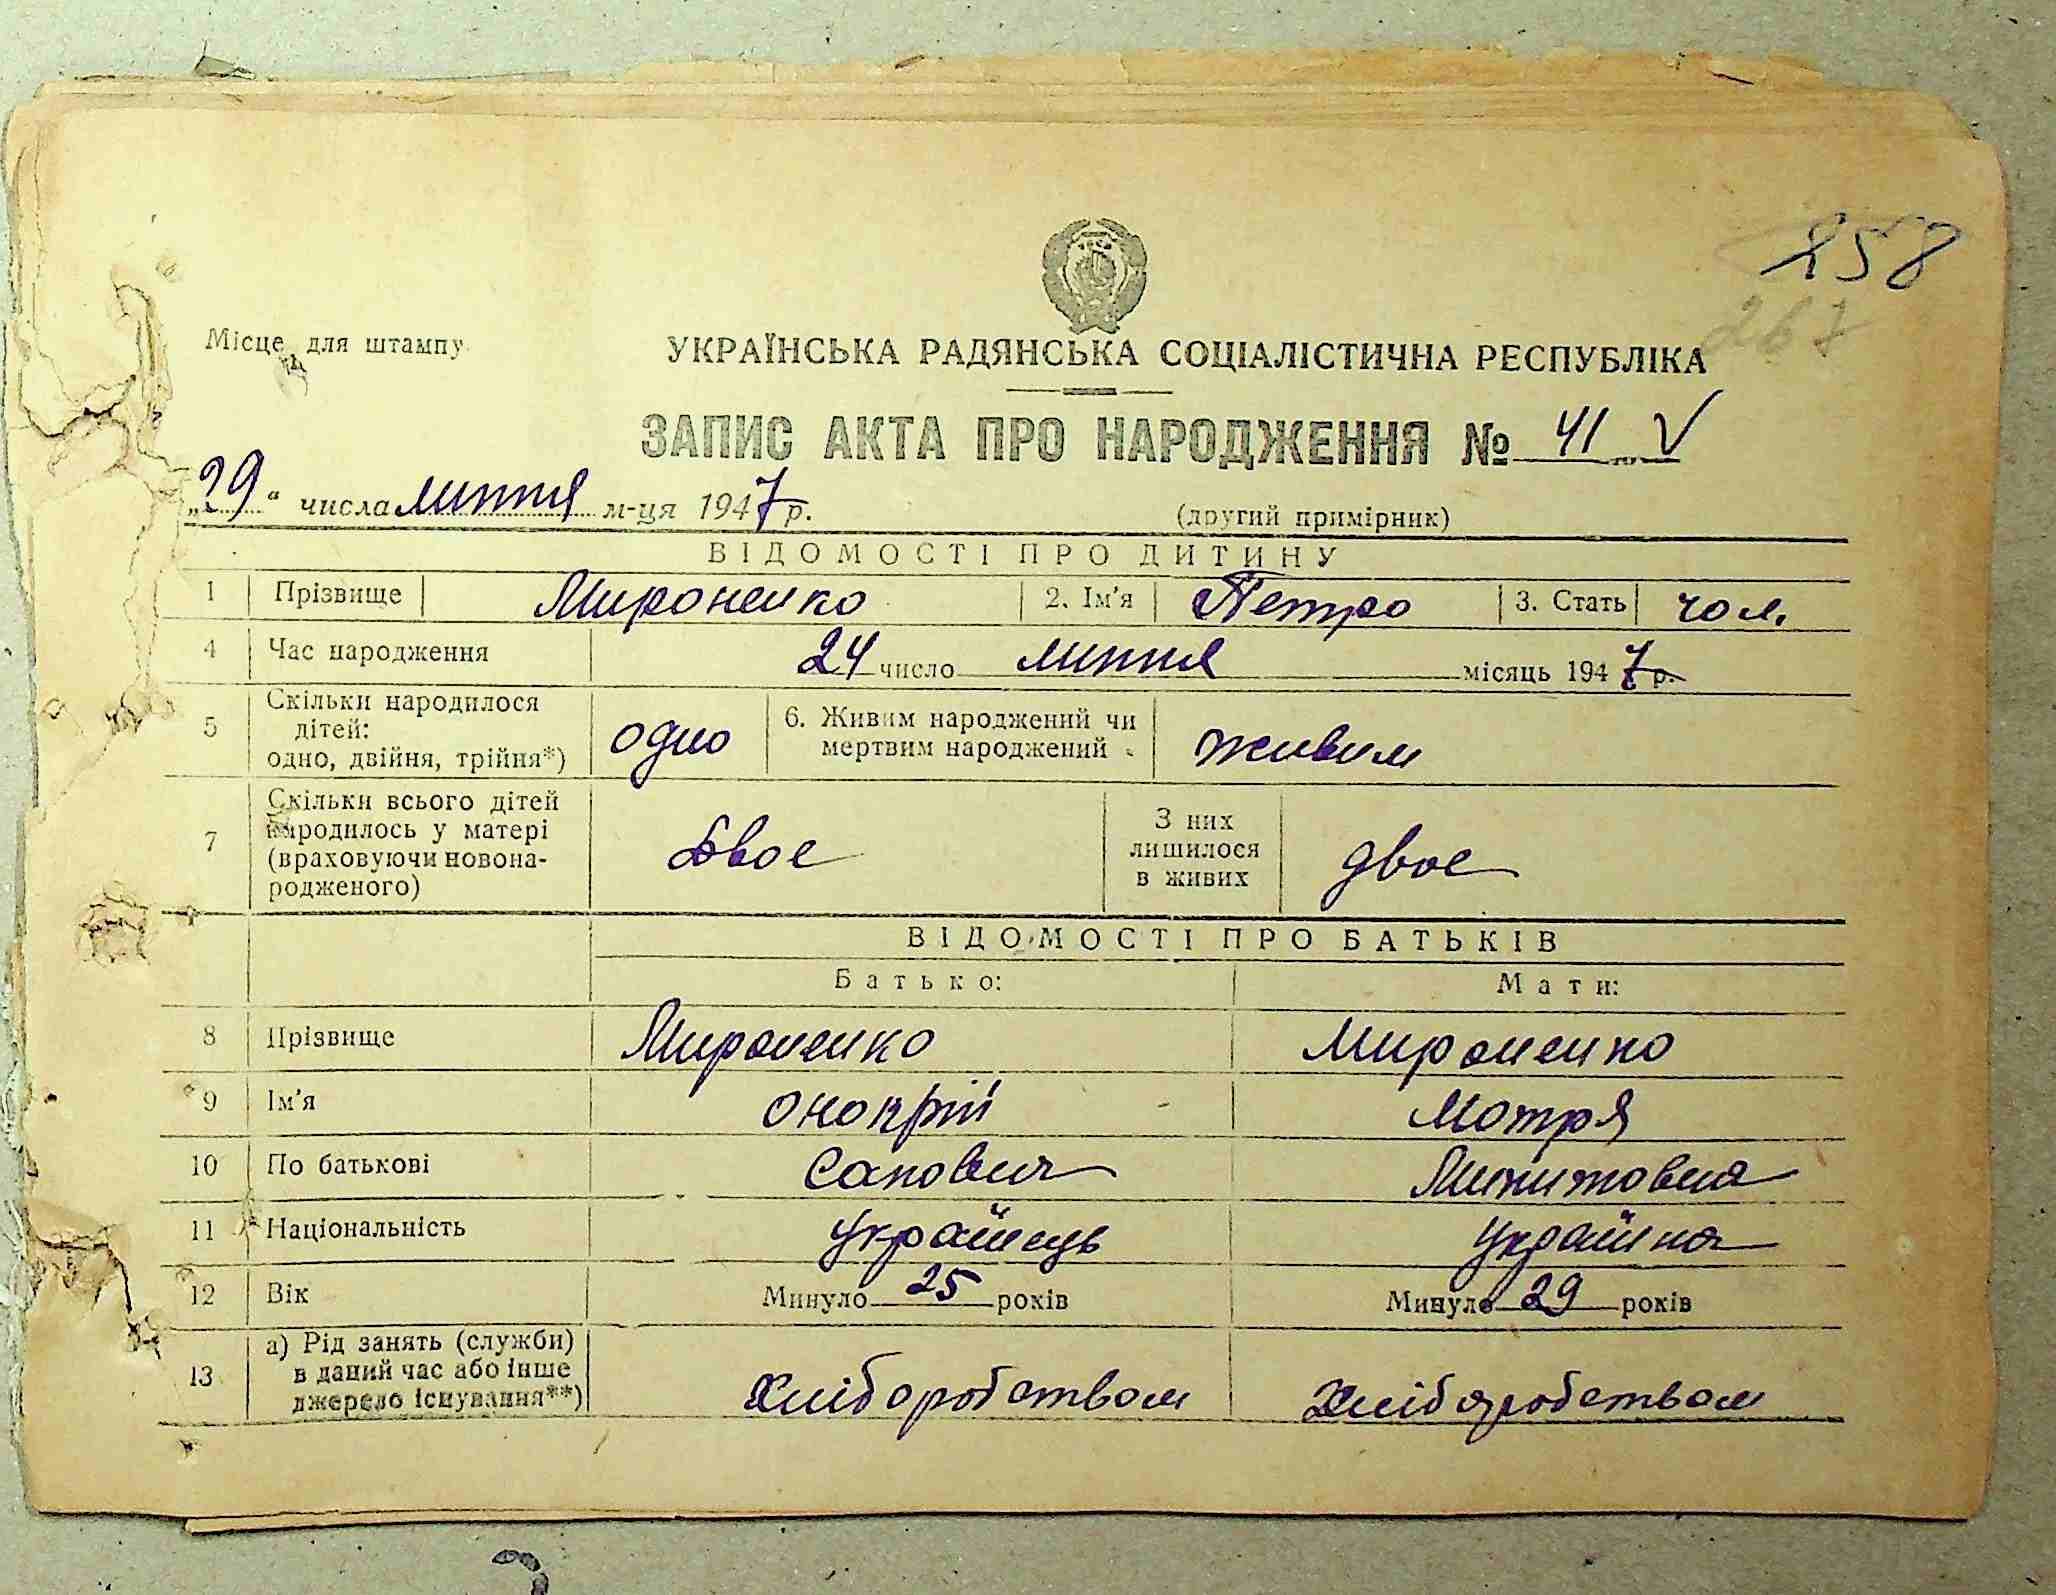 258
267
Місце для штампу
УКРАЇНСЬКА РАДЯНСЬКА СОЦІАЛІСТИЧНА РЕСПУБЛІКА
ЗАПИС АКТА ПРО НАРОДЖЕННЯ № 41 V
„29“ числа липня м-ця 1947 р.
(другий примірник)
ВІДОМОСТІ ПРО ДИТИНУ
1 Прізвище Мироненко 2. Ім'я Петро 3. Стать чол.
4 Час народження 24 число липня місяць 1947 р.
5 Скільки народилося дітей: одно, двійня, трійня*) одно 6. Живим народжений чи мертвим народжений живим
7 Скільки всього дітей народилось у матері (враховуючи новонародженого) двое З них лишилося в живих двое
ВІДОМОСТІ ПРО БАТЬКІВ
Батько: Мати:
8 Прізвище Мироненко Мироненко
9 Ім'я Онопрій Мотря
10 По батькові
11 Національність українець українка
12 Вік Минуло 25 років Минуло 29 років
13 а) Рід занять (служби) в даний час або інше джерело існування**) Хліборобством Хліборобством